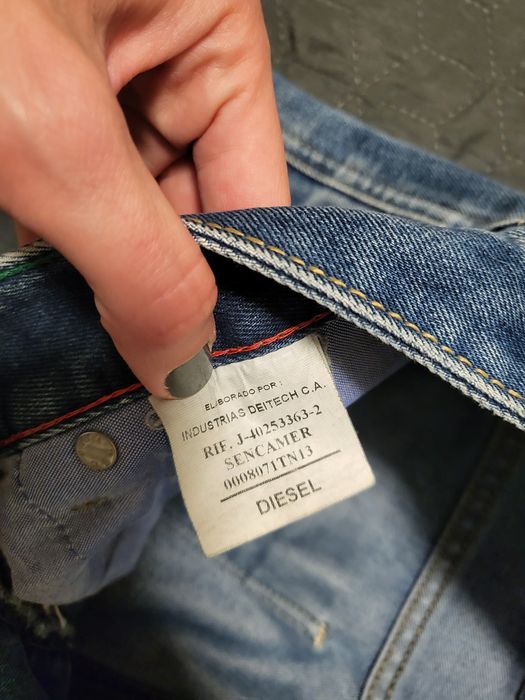 ELABORADO POR :
INDUSTRIAS DEITECH C.A.
RIF. J-40253363-2
SENCAMER
0008071TN13
DIESEL